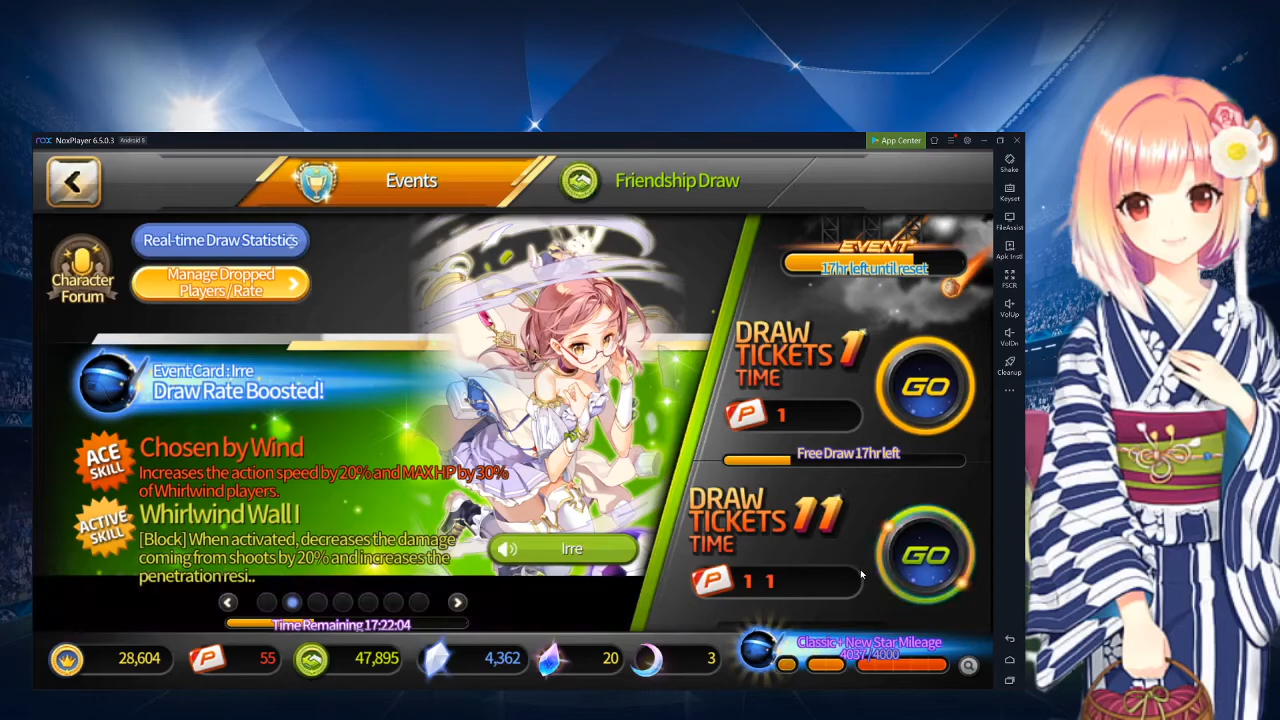 nox NoxPlayer 6.5.0.3 Android 5
App Center
Events
Friendship Draw
Shake
Keyset
FileAssist
Apk Instl
FSCR
VolUp
VolDn
Cleanup
Character
Forum
Real-time Draw Statistics
Manage Dropped
Players /Rate
EVENT
17hr left until reset
Event Card : Irre
Draw Rate Boosted!
ACE
SKILL
Chosen by Wind
Increases the action speed by 20% and MAX HP by 30%
of Whirlwind players.
ACTIVE
SKILL
Whirlwind Wall I
[Block] When activated, decreases the damage
coming from shoots by 20% and increases the
penetration resi..
Irre
Time Remaining 17:22:04
DRAW
TICKETS 1
TIME
P 1
GO
Free Draw 17hr left
DRAW
TICKETS 11
TIME
P 1 1
GO
28,604
P 55
47,895
4,362
20
3
Classic+ New Star Mileage
4037/4000